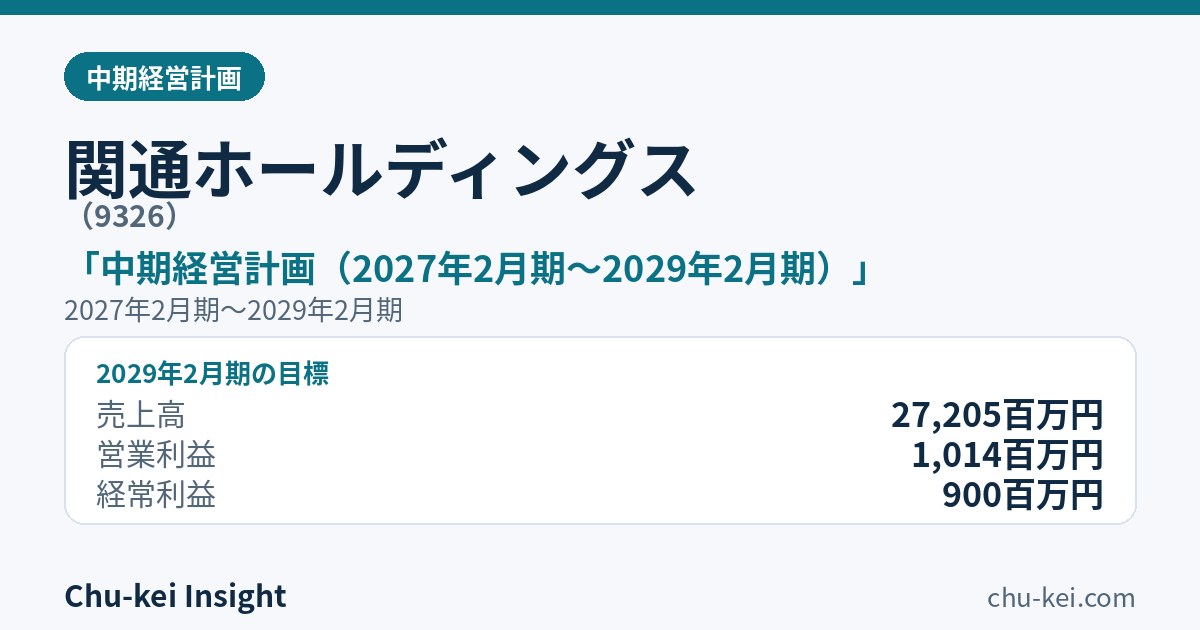 中期経営計画
関通ホールディングス
（9326）
「中期経営計画（2027年2月期〜2029年2月期）」
2027年2月期〜2029年2月期
2029年2月期の目標
売上高 27,205百万円
営業利益 1,014百万円
経常利益 900百万円
Chu-kei Insight chu-kei.com